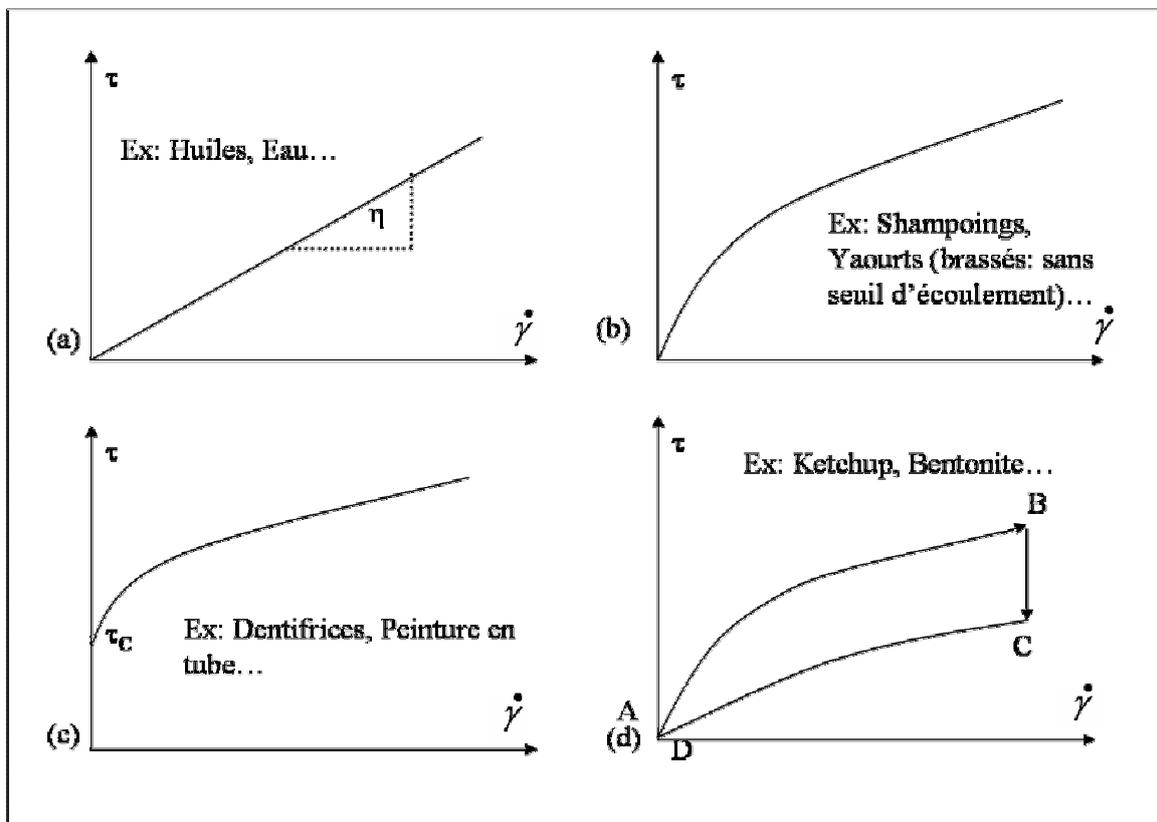 τ
Ex: Huiles, Eau…
η
γ̇
(a)
τ
Ex: Shampoings,
Yaourts (brassés: sans
seuil d’écoulement)…
γ̇
(b)
τ
τC
Ex: Dentifrices, Peinture en
tube…
γ̇
(c)
τ
Ex: Ketchup, Bentonite…
B
C
γ̇
A
(d)
D